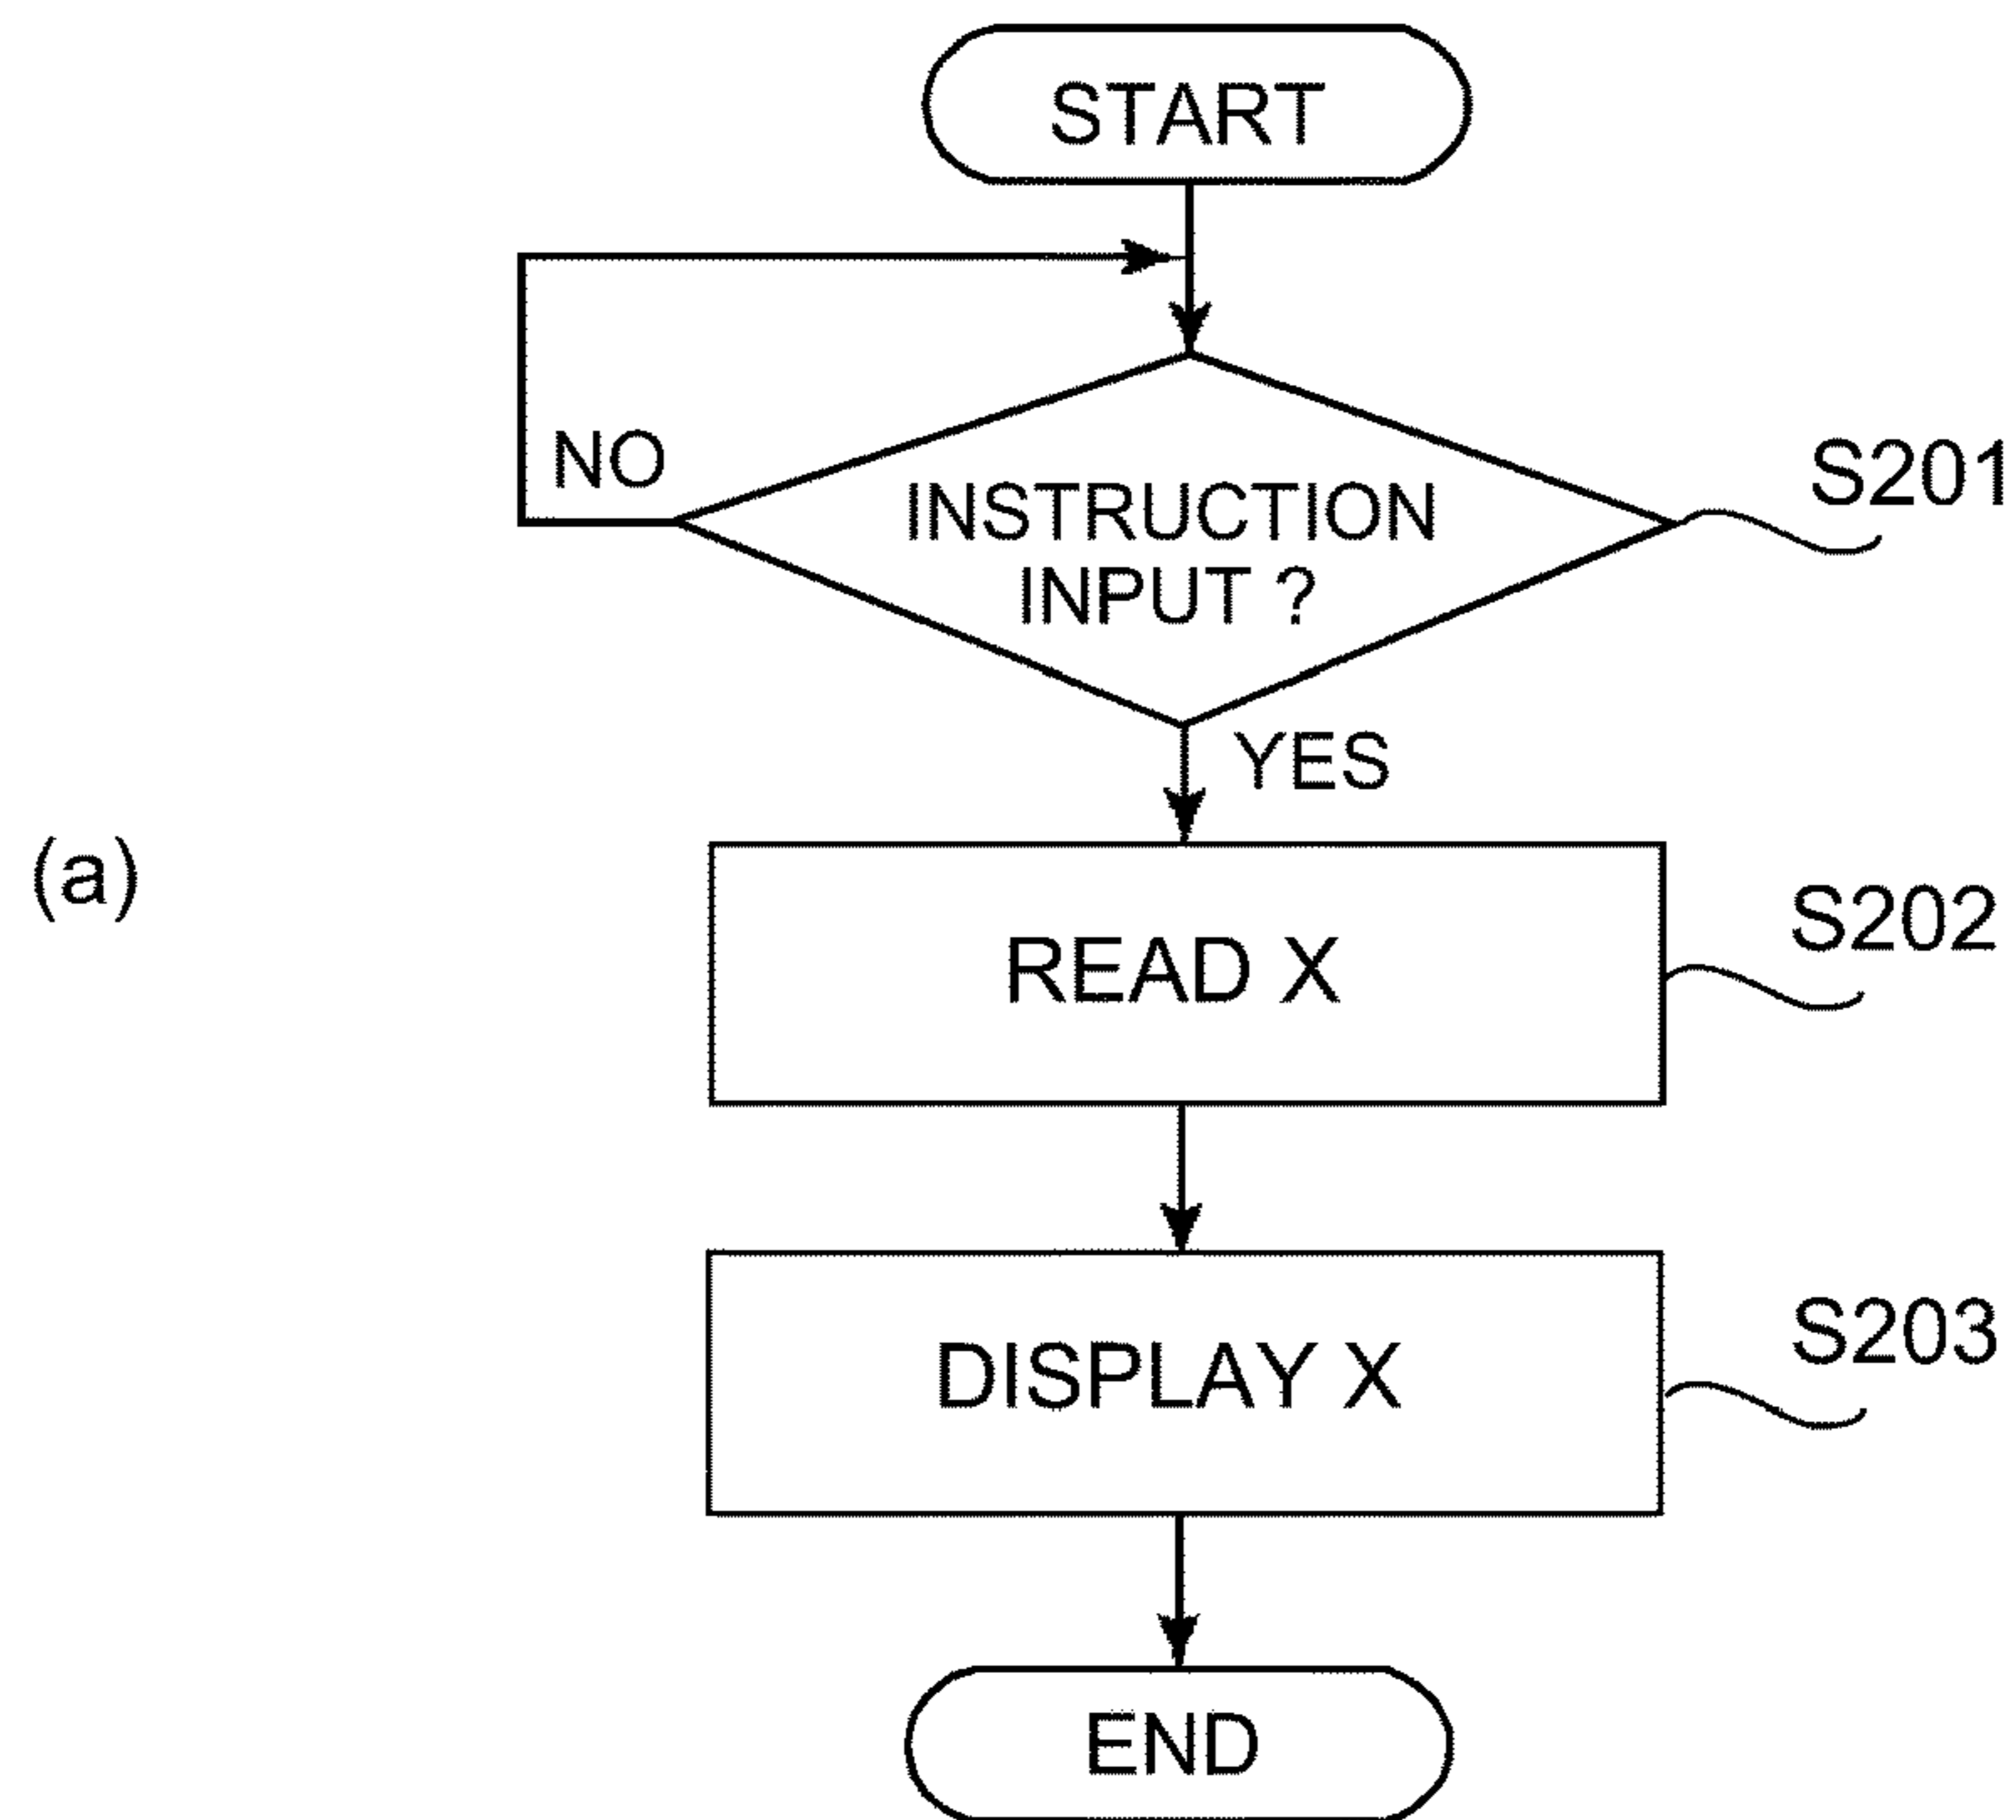 START
NO
INSTRUCTION
INPUT ?
S201
YES
(a)
READ X
S202
DISPLAY X
S203
END